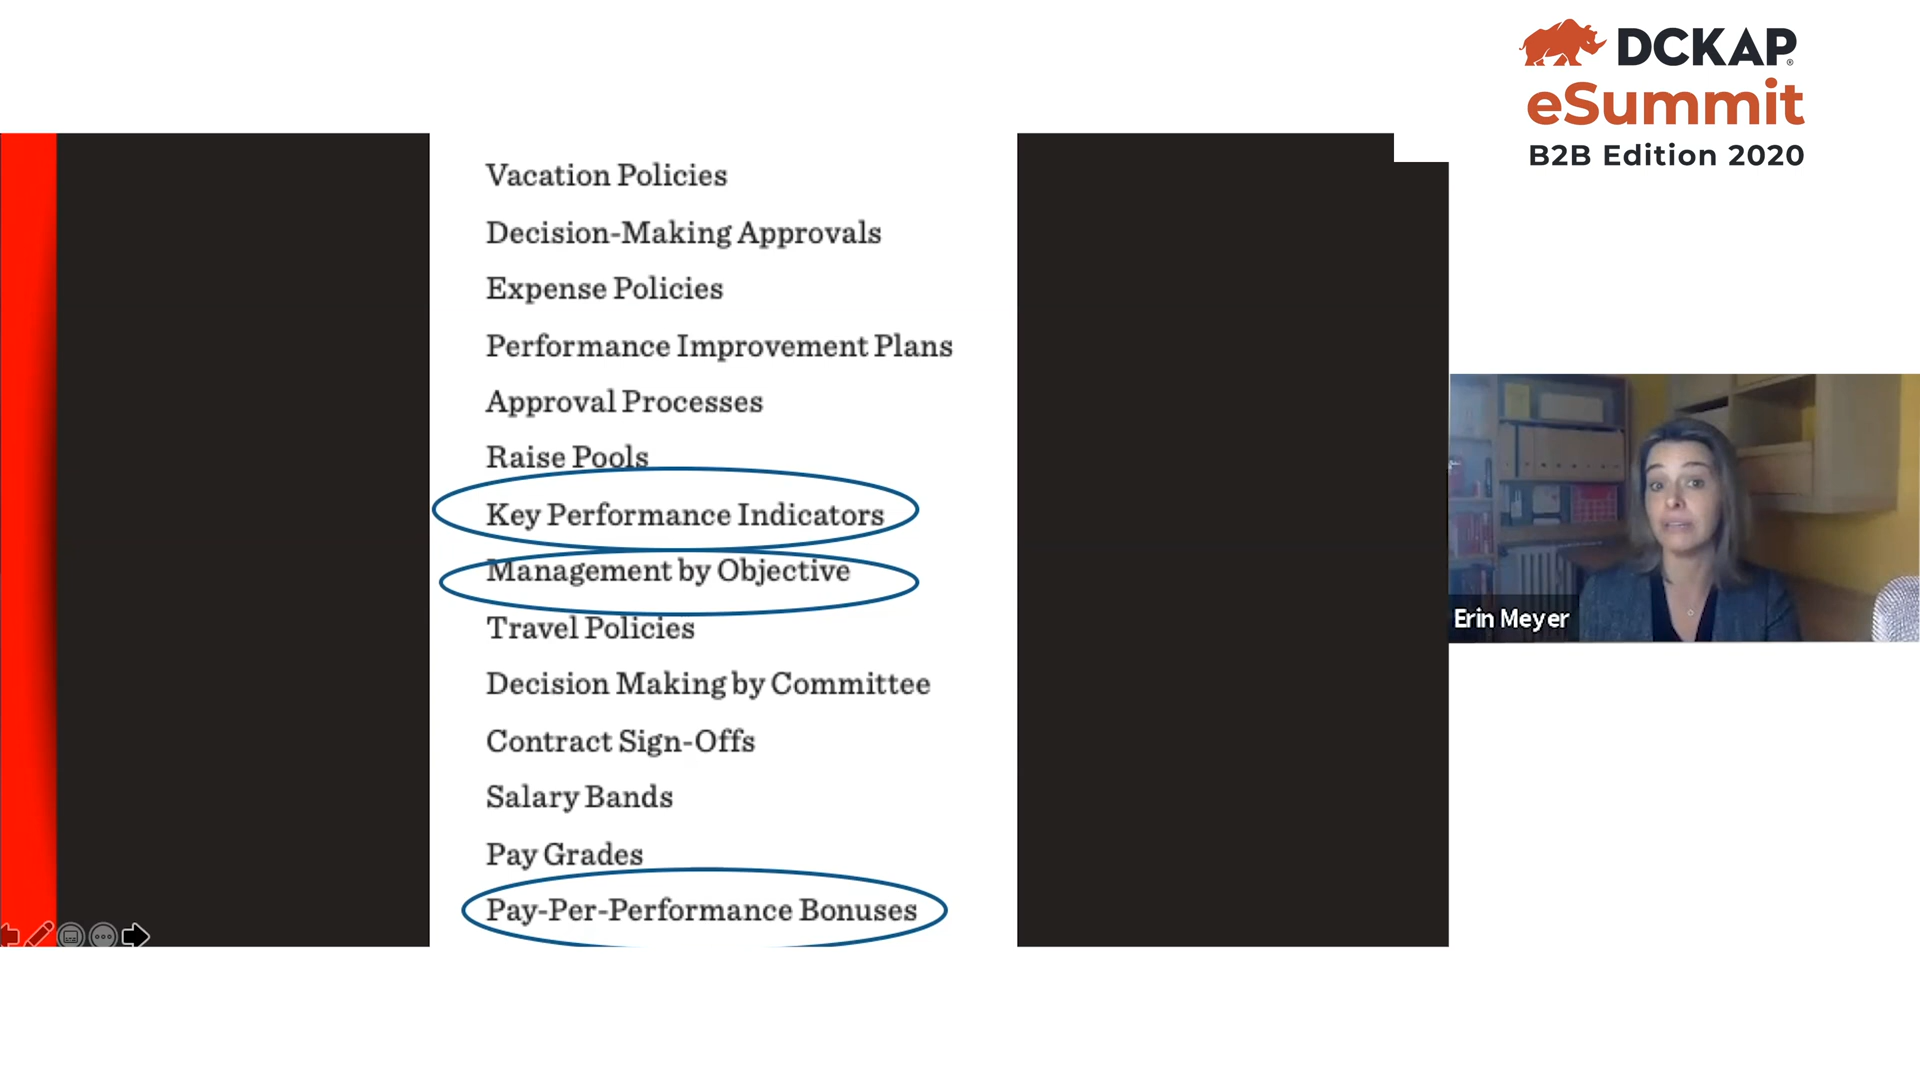 DCKAP®
eSummit
B2B Edition 2020
Vacation Policies
Decision-Making Approvals
Expense Policies
Performance Improvement Plans
Approval Processes
Raise Pools
Key Performance Indicators
Management by Objective
Travel Policies
Decision Making by Committee
Contract Sign-Offs
Salary Bands
Pay Grades
Pay-Per-Performance Bonuses
Erin Meyer